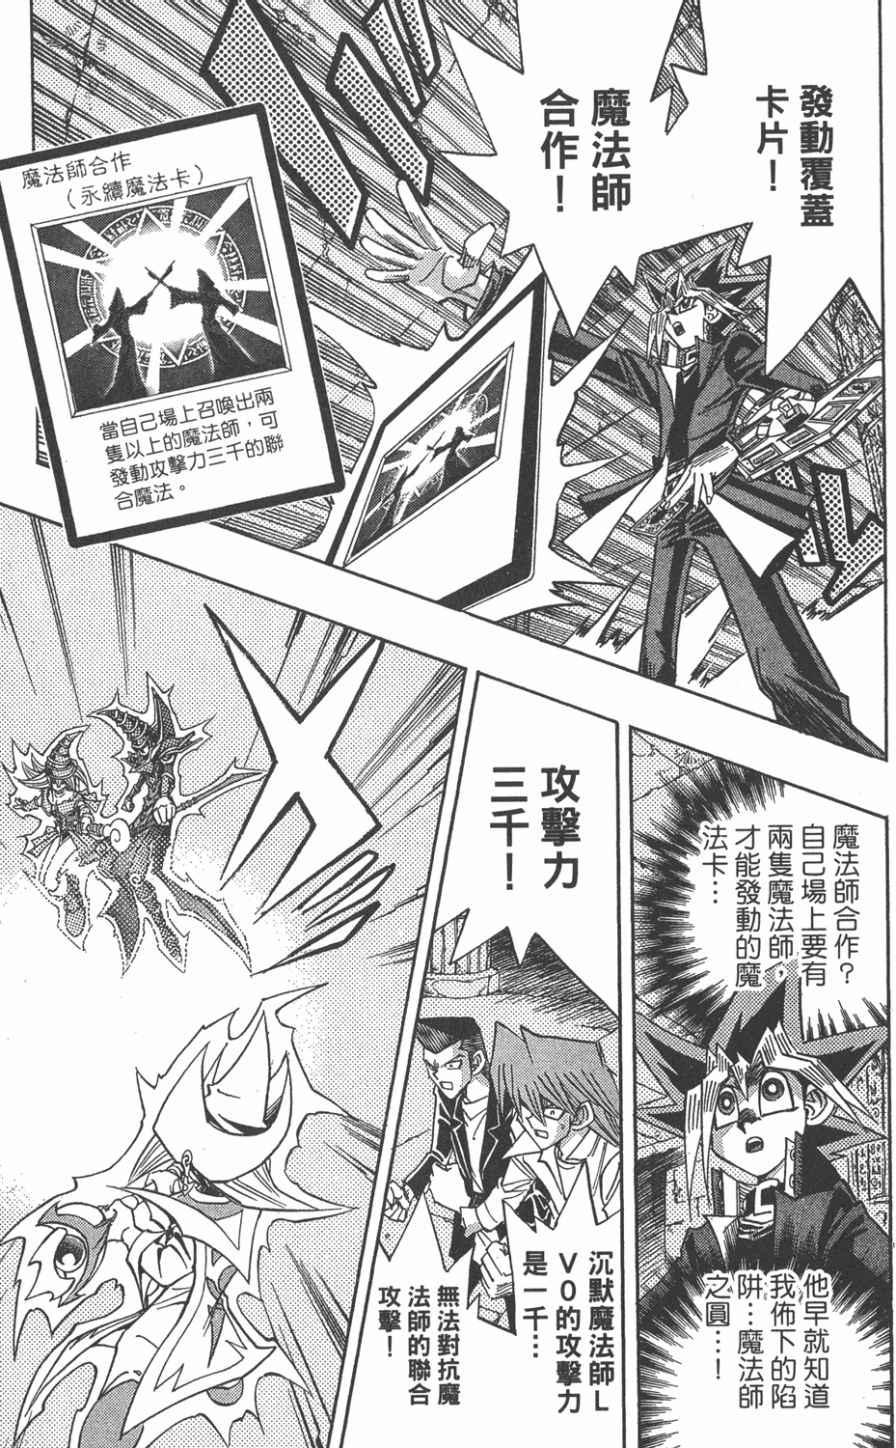 發動覆蓋
卡片！
魔法師
合作！
魔法師合作
（永續魔法卡）
當自己場上召喚出兩
隻以上的魔法師，可
發動攻擊力三千的聯
合魔法。
魔法師合作？
自己場上要有
兩隻魔法師，
才能發動的魔
法卡…
他早就知道
我佈下的陷
阱…魔法師
之圓…！
攻擊力
三千！
沉默魔法師L
V0的攻擊力
是一千…
無法對抗魔
法師的聯合
攻擊！